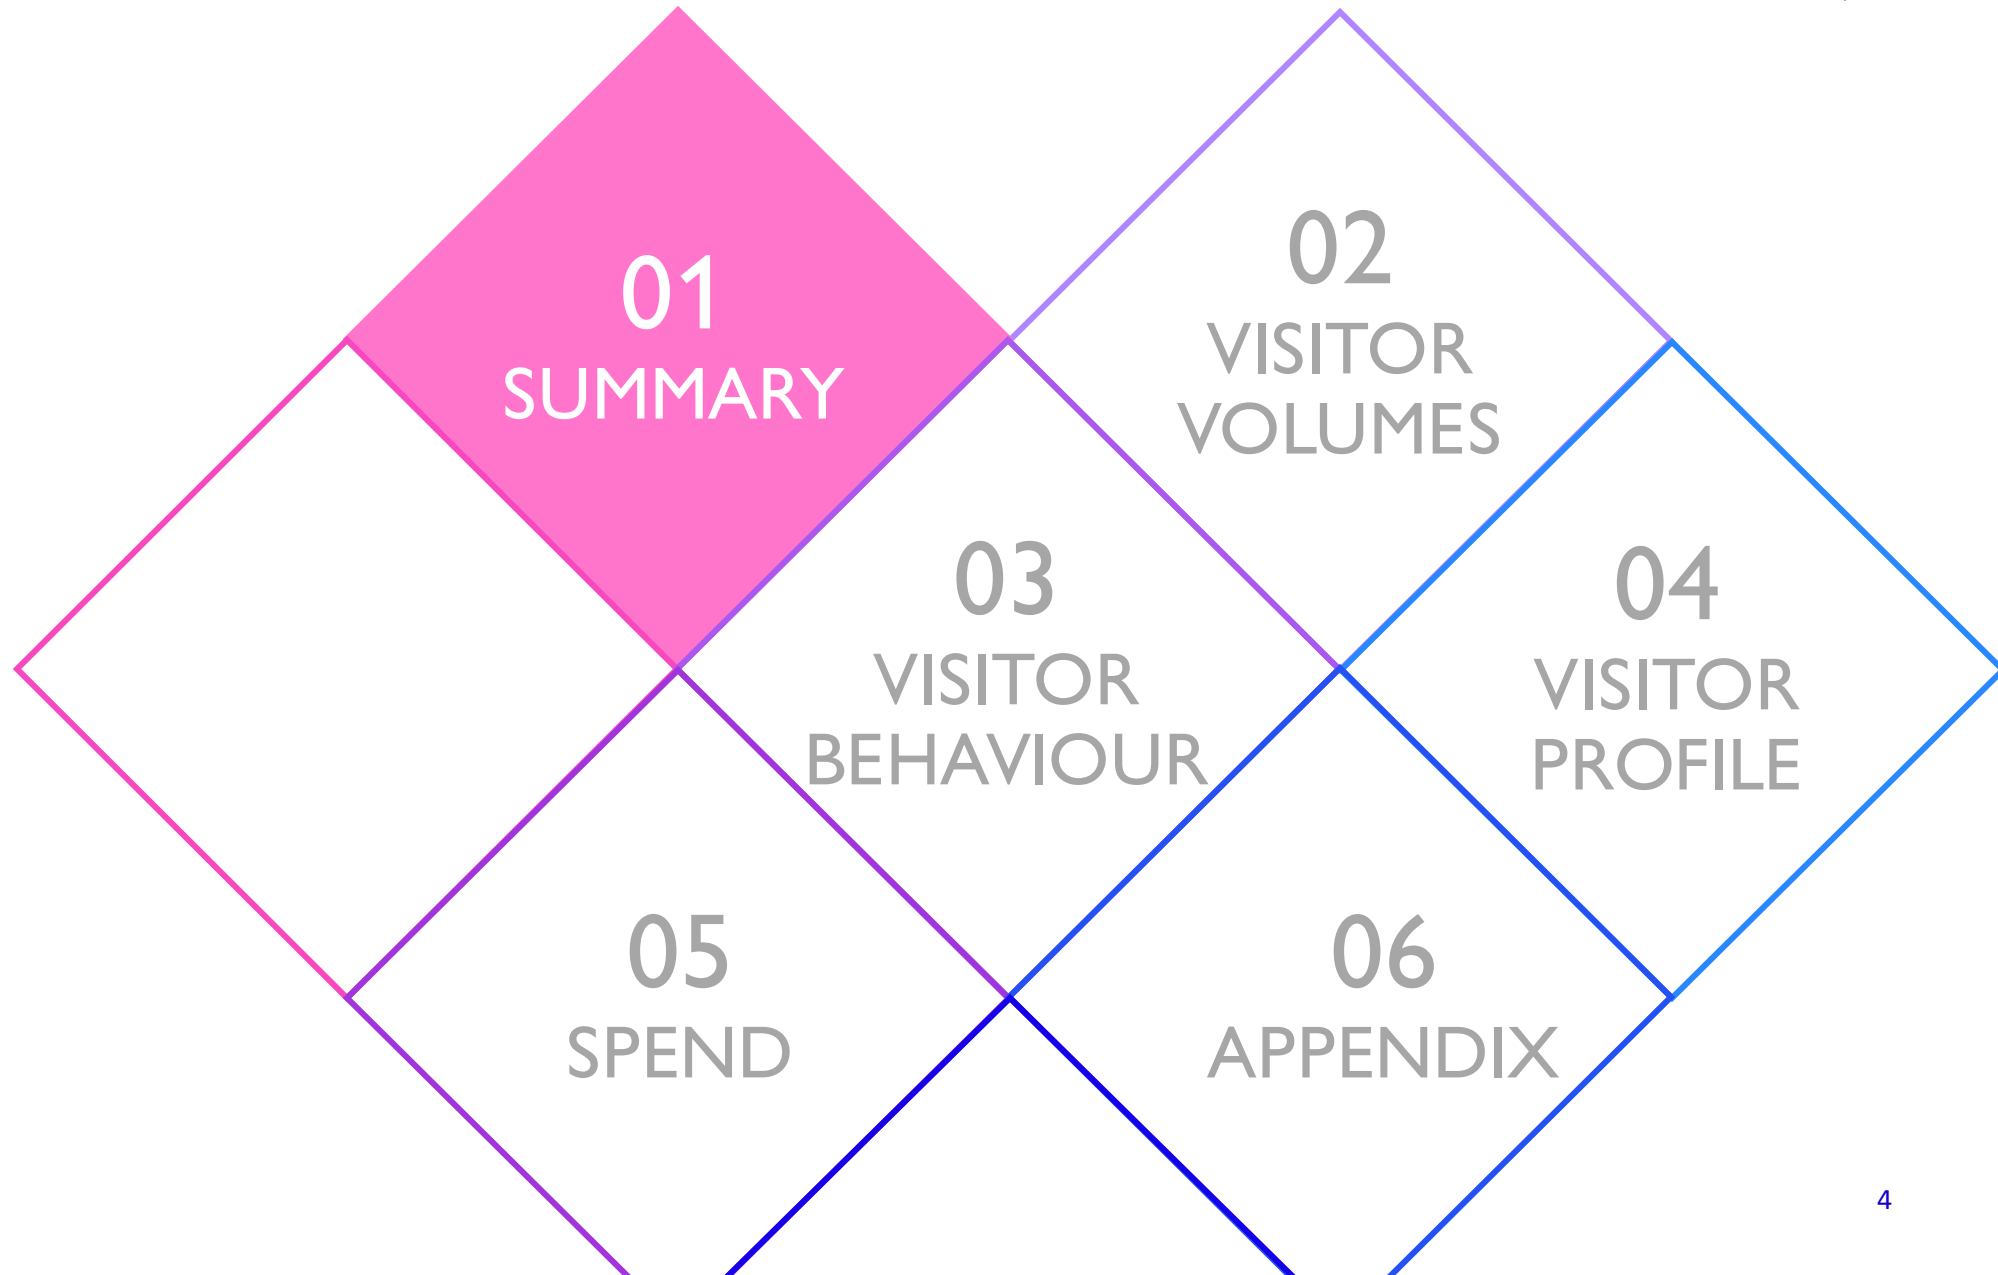 01
SUMMARY
02
VISITOR
VOLUMES
03
VISITOR
BEHAVIOUR
04
VISITOR
PROFILE
05
SPEND
06
APPENDIX
4